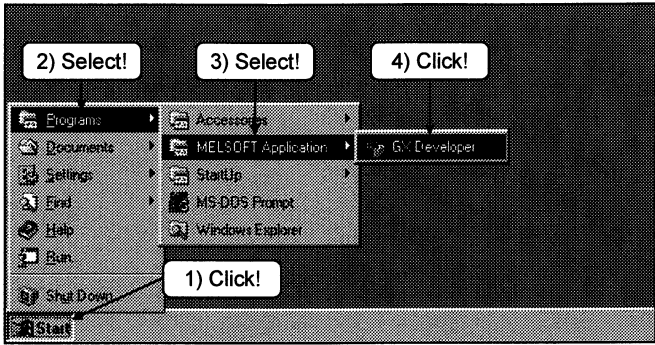 2) Select!
3) Select!
4) Click!
Programs
Accessories
Documents
MELSOFT Application
GX Developer
Settings
StartUp
Find
MS-DOS Prompt
Help
Windows Explorer
Run...
1) Click!
Shut Down...
Start